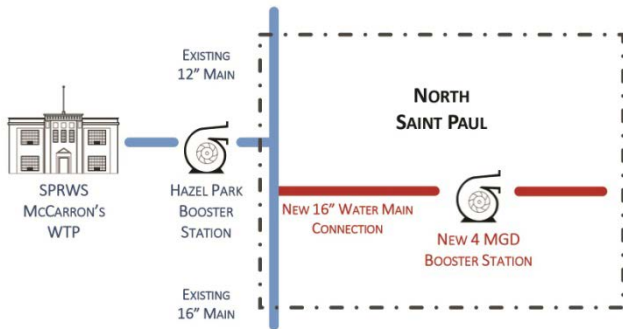 EXISTING
12" MAIN
NORTH
SAINT PAUL
SPRWS
MCCARRON'S
WTP
HAZEL PARK
BOOSTER
STATION
NEW 16" WATER MAIN
CONNECTION
NEW 4 MGD
BOOSTER STATION
EXISTING
16" MAIN